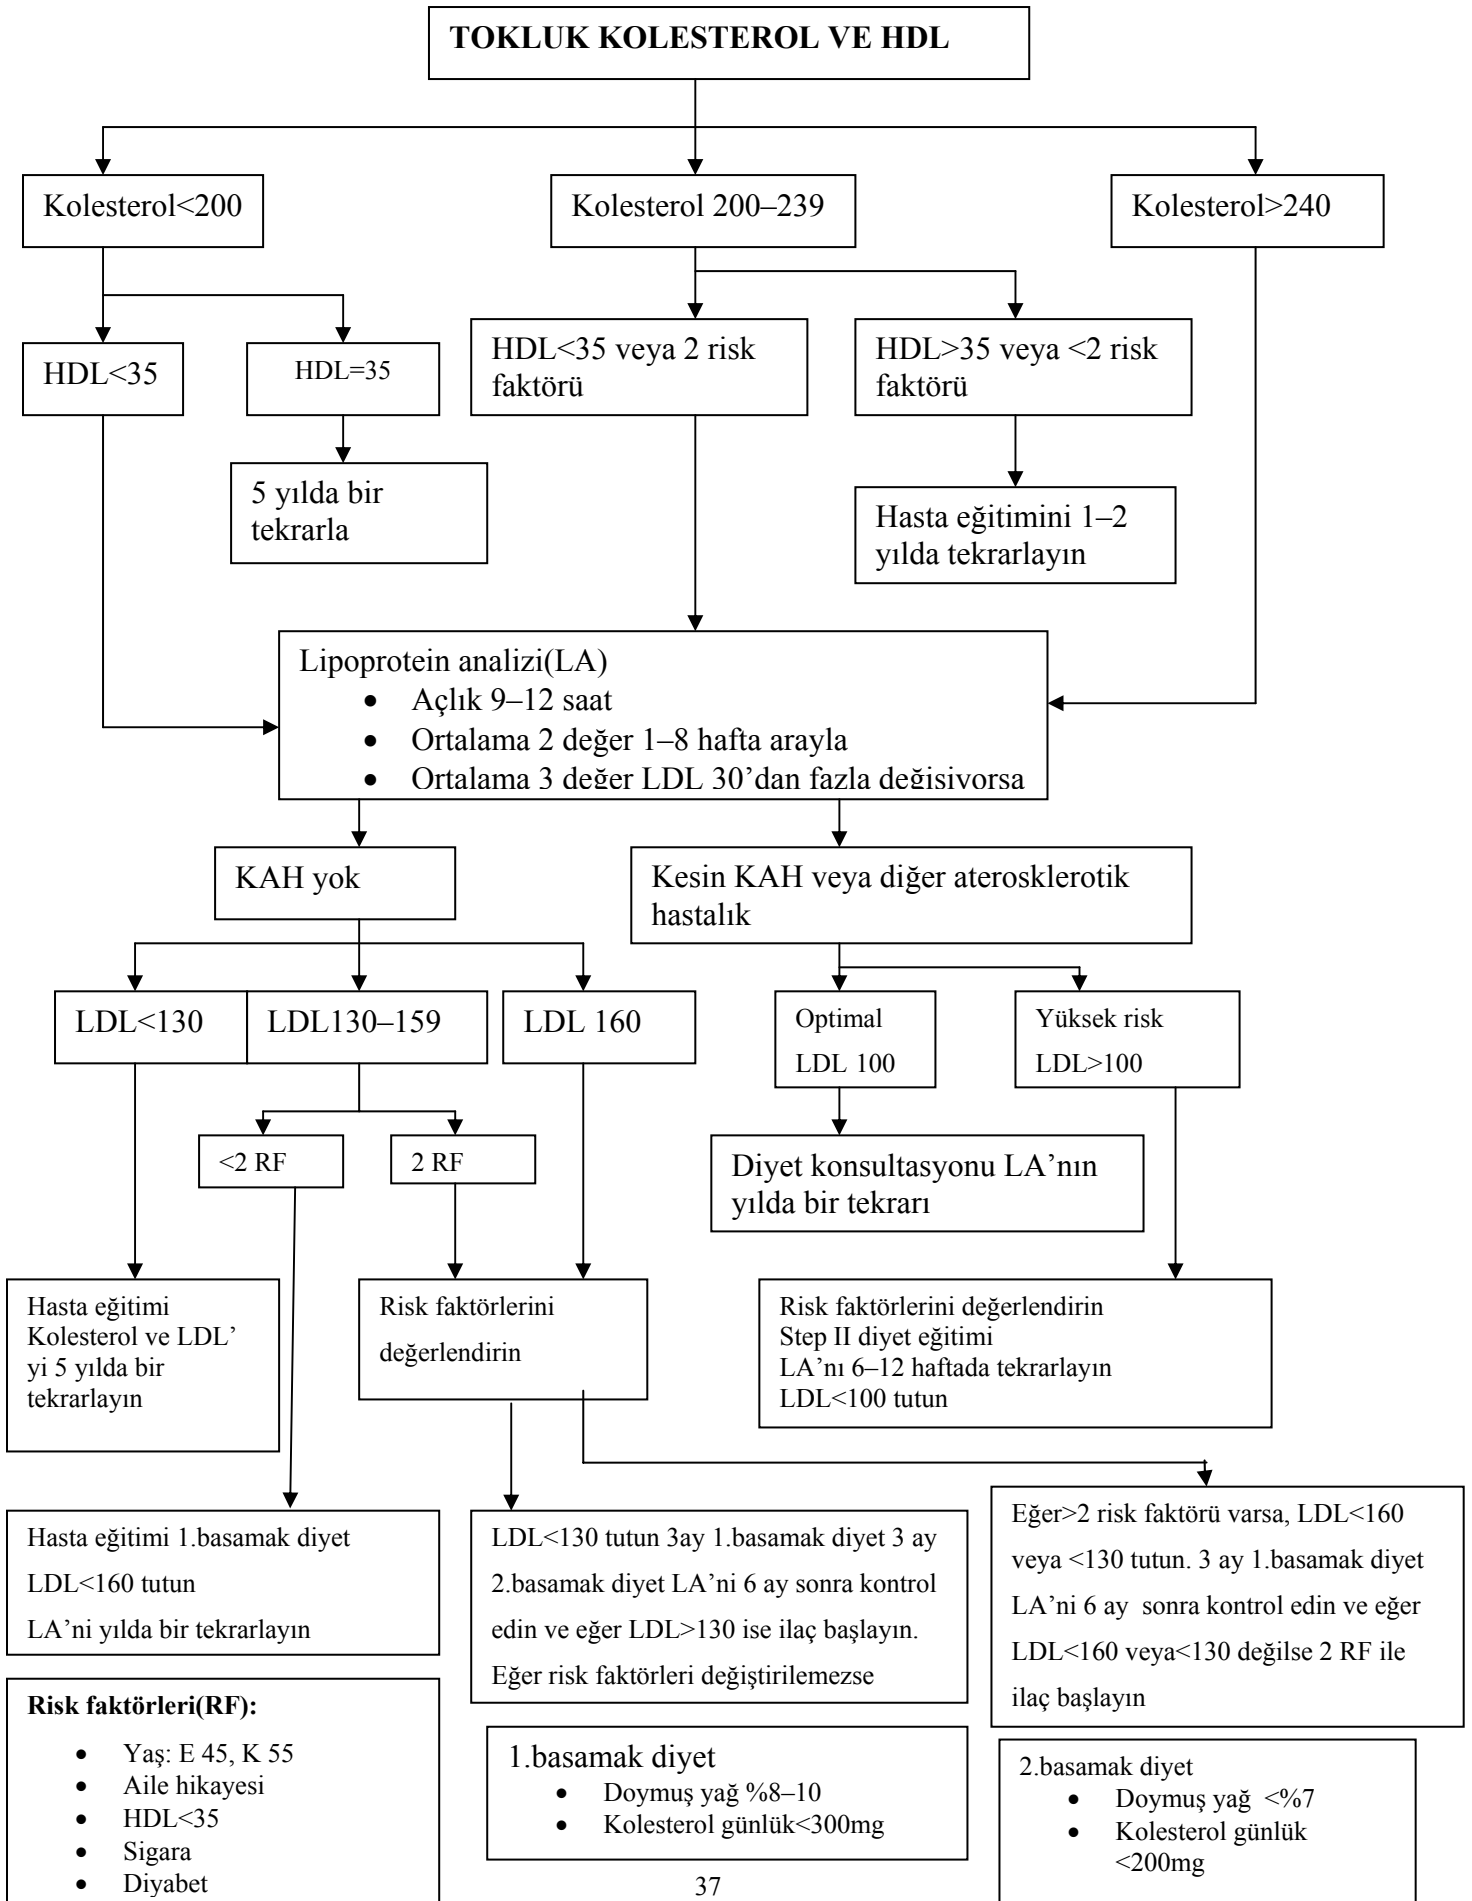 TOKLUK KOLESTEROL VE HDL
Kolesterol<200
Kolesterol 200–239
Kolesterol>240
HDL<35
HDL=35
HDL<35 veya 2 risk
faktörü
HDL>35 veya <2 risk
faktörü
5 yılda bir
tekrarla
Hasta eğitimini 1–2
yılda tekrarlayın
Lipoprotein analizi(LA)
• Açlık 9–12 saat
• Ortalama 2 değer 1–8 hafta arayla
• Ortalama 3 değer LDL 30’dan fazla değişiyorsa
KAH yok
Kesin KAH veya diğer aterosklerotik
hastalık
LDL<130
LDL130–159
LDL 160
Optimal
LDL 100
Yüksek risk
LDL>100
<2 RF
2 RF
Diyet konsultasyonu LA’nın
yılda bir tekrarı
Hasta eğitimi
Kolesterol ve LDL’
yi 5 yılda bir
tekrarlayın
Risk faktörlerini
değerlendirin
Risk faktörlerini değerlendirin
Step II diyet eğitimi
LA’nı 6–12 haftada tekrarlayın
LDL<100 tutun
Hasta eğitimi 1.basamak diyet
LDL<160 tutun
LA’ni yılda bir tekrarlayın
LDL<130 tutun 3ay 1.basamak diyet 3 ay
2.basamak diyet LA’ni 6 ay sonra kontrol
edin ve eğer LDL>130 ise ilaç başlayın.
Eğer risk faktörleri değiştirilemezse
Eğer>2 risk faktörü varsa, LDL<160
veya <130 tutun. 3 ay 1.basamak diyet
LA’ni 6 ay sonra kontrol edin ve eğer
LDL<160 veya<130 değilse 2 RF ile
ilaç başlayın
Risk faktörleri(RF):
• Yaş: E 45, K 55
• Aile hikayesi
• HDL<35
• Sigara
• Diyabet
1.basamak diyet
• Doymuş yağ %8–10
• Kolesterol günlük<300mg
2.basamak diyet
• Doymuş yağ <%7
• Kolesterol günlük
<200mg
37